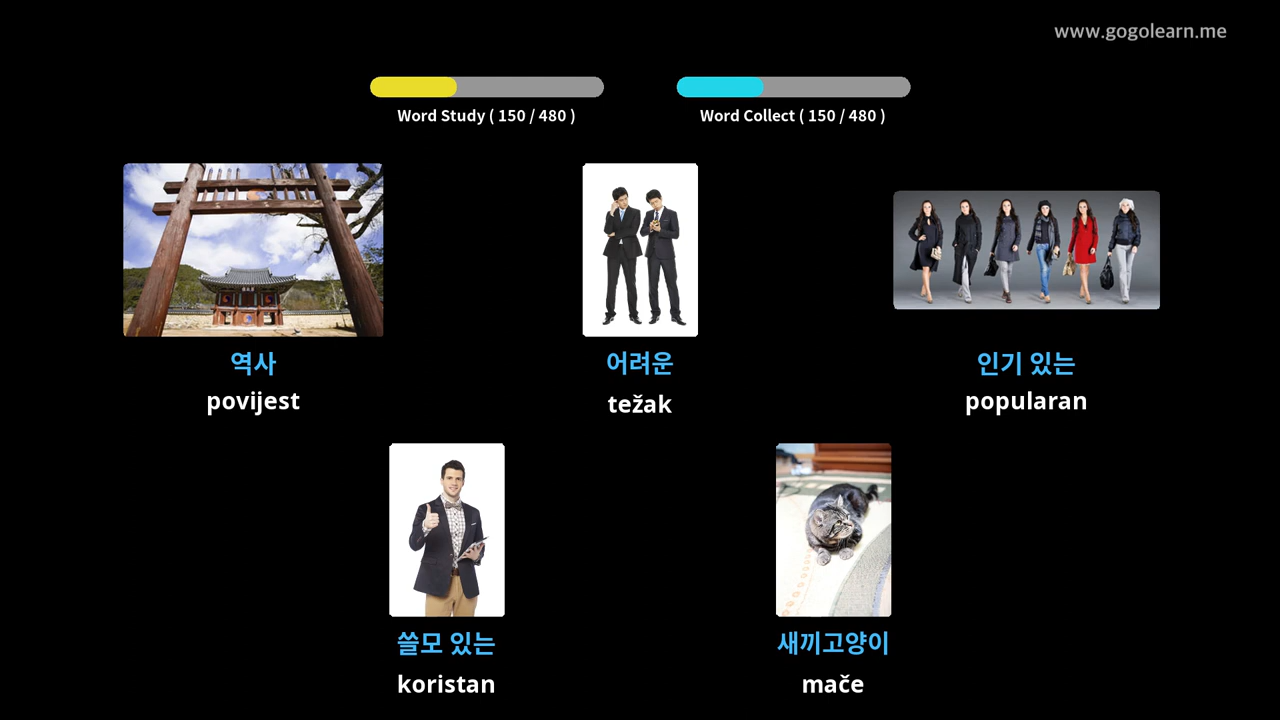 www.gogolearn.me
Word Study ( 150 / 480 )
Word Collect ( 150 / 480 )
역사
povijest
어려운
težak
인기 있는
popularan
쓸모 있는
koristan
새끼고양이
mače